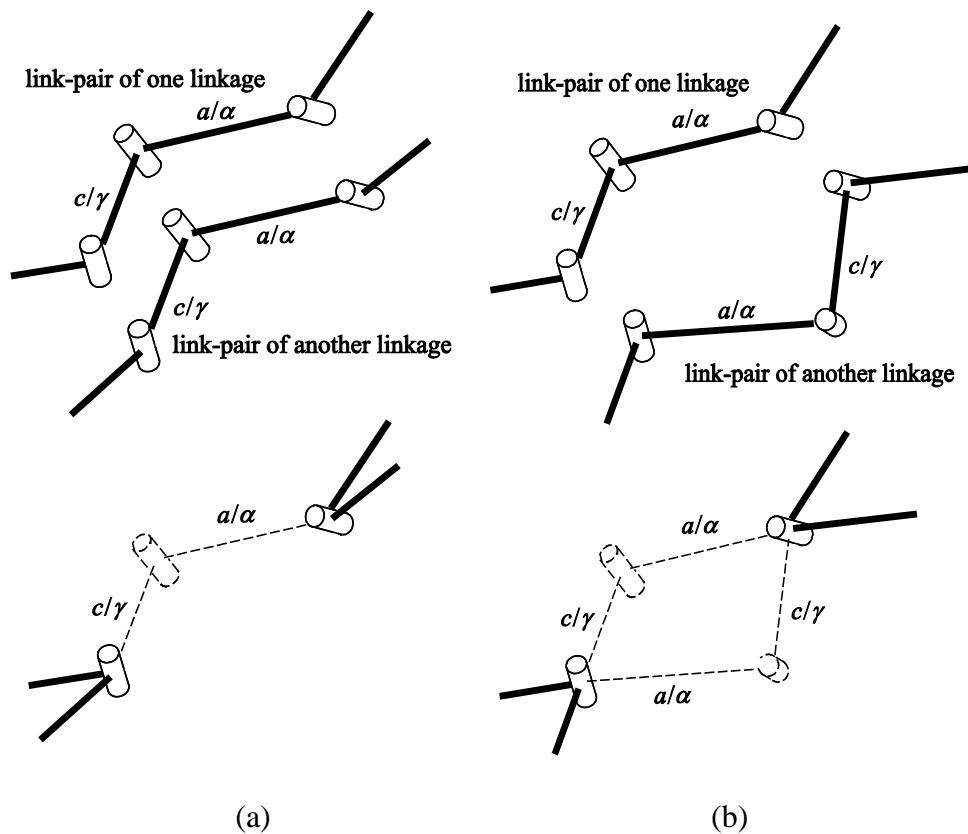 link-pair of one linkage
a/α
c/γ
a/α
c/γ
link-pair of another linkage
a/α
c/γ
link-pair of one linkage
a/α
c/γ
c/γ
a/α
link-pair of another linkage
a/α
c/γ
c/γ
a/α
(a)
(b)